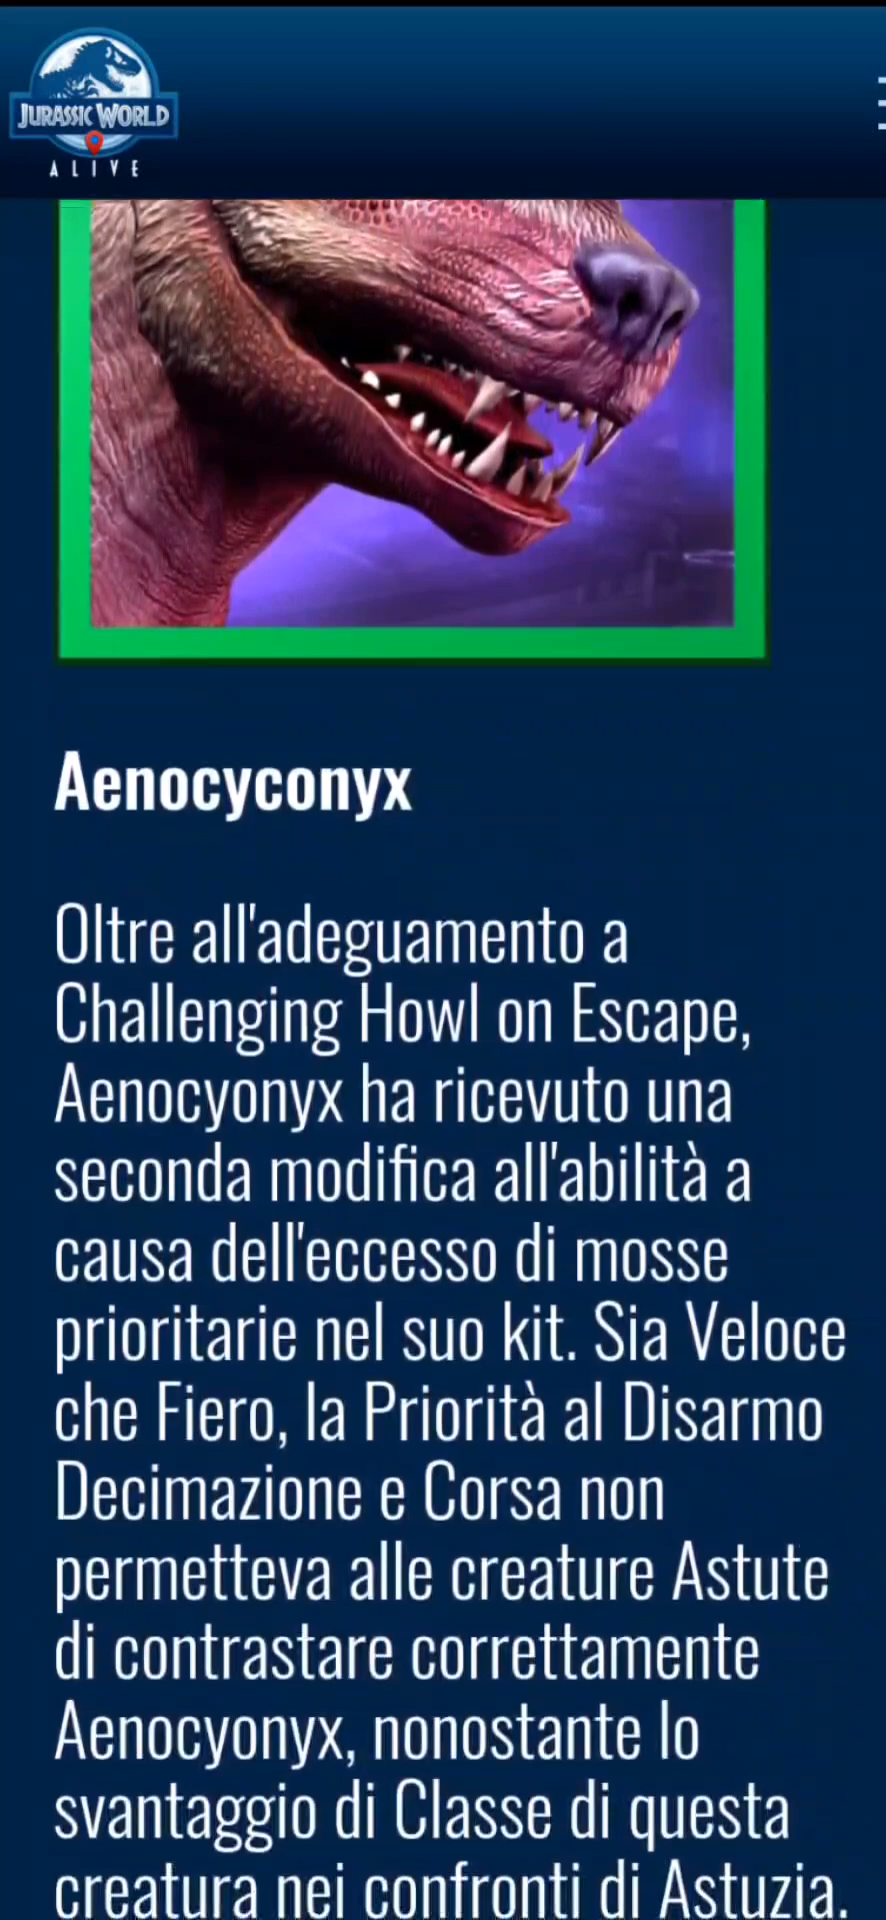 JURASSIC WORLD
ALIVE
Aenocyconyx
Oltre all'adeguamento a
Challenging Howl on Escape,
Aenocyonyx ha ricevuto una
seconda modifica all'abilità a
causa dell'eccesso di mosse
prioritarie nel suo kit. Sia Veloce
che Fiero, la Priorità al Disarmo
Decimazione e Corsa non
permetteva alle creature Astute
di contrastare correttamente
Aenocyonyx, nonostante lo
svantaggio di Classe di questa
creatura nei confronti di Astuzia.